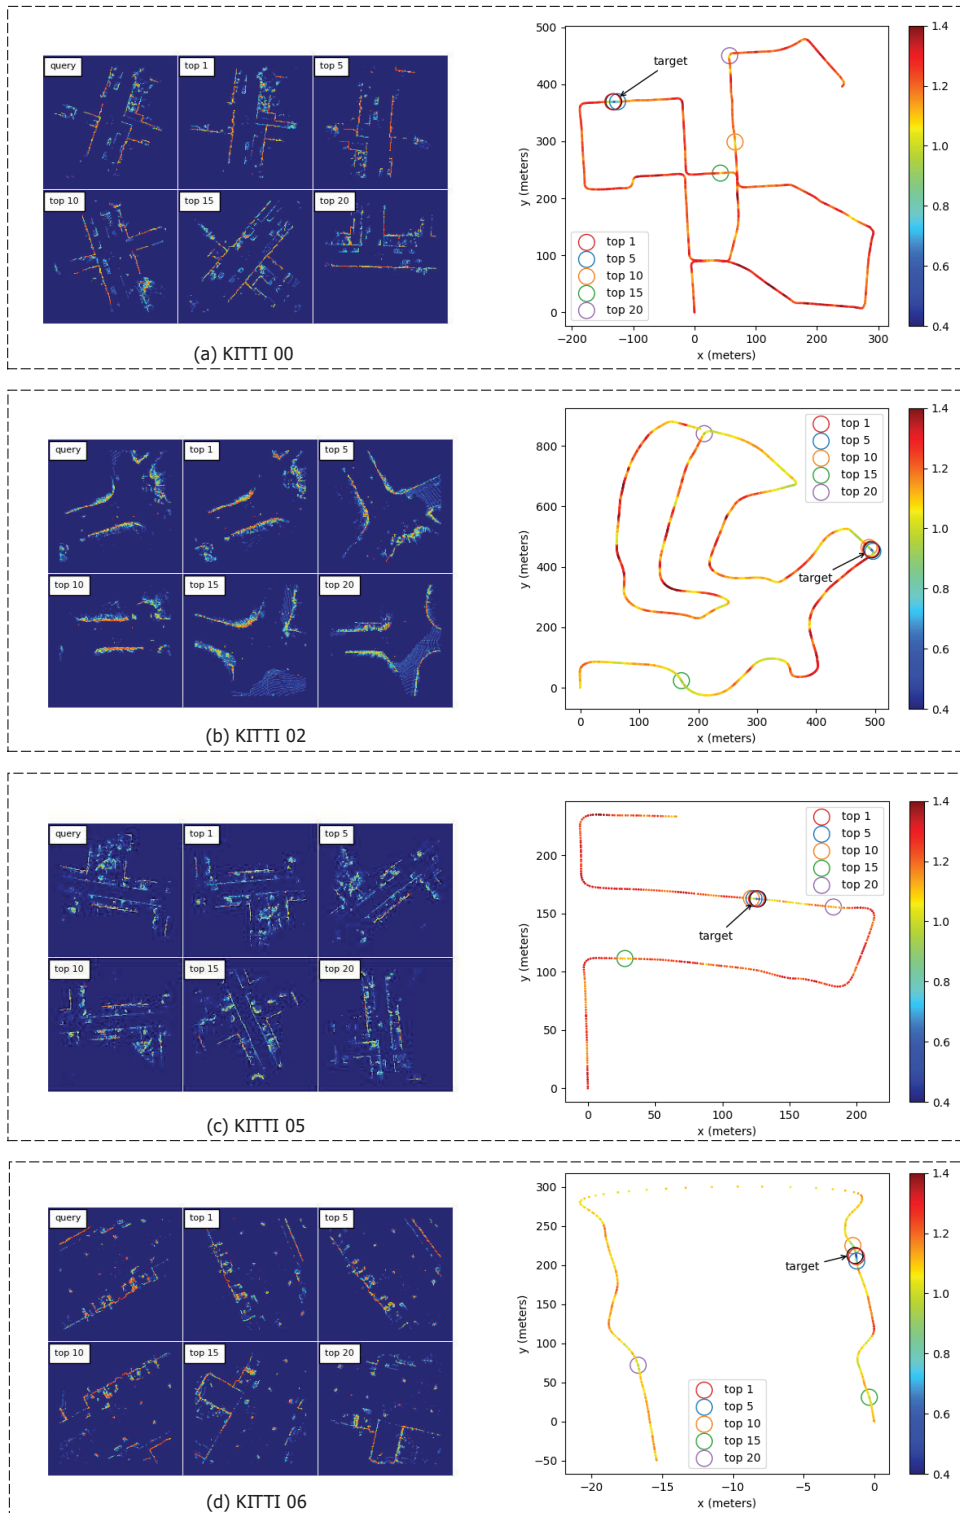 query
top 1
top 5
top 10
top 15
top 20
500
400
300
200
100
0
−200
−100
0
100
200
300
y (meters)
x (meters)
target
top 1
top 5
top 10
top 15
top 20
1.4
1.2
1.0
0.8
0.6
0.4
(a) KITTI 00
query
top 1
top 5
top 10
top 15
top 20
800
600
400
200
0
0
100
200
300
400
500
y (meters)
x (meters)
target
top 1
top 5
top 10
top 15
top 20
1.4
1.2
1.0
0.8
0.6
0.4
(b) KITTI 02
query
top 1
top 5
top 10
top 15
top 20
200
150
100
50
0
0
50
100
150
200
y (meters)
x (meters)
target
top 1
top 5
top 10
top 15
top 20
1.4
1.2
1.0
0.8
0.6
0.4
(c) KITTI 05
query
top 1
top 5
top 10
top 15
top 20
300
250
200
150
100
50
0
−50
−20
−15
−10
−5
0
y (meters)
x (meters)
target
top 1
top 5
top 10
top 15
top 20
1.4
1.2
1.0
0.8
0.6
0.4
(d) KITTI 06